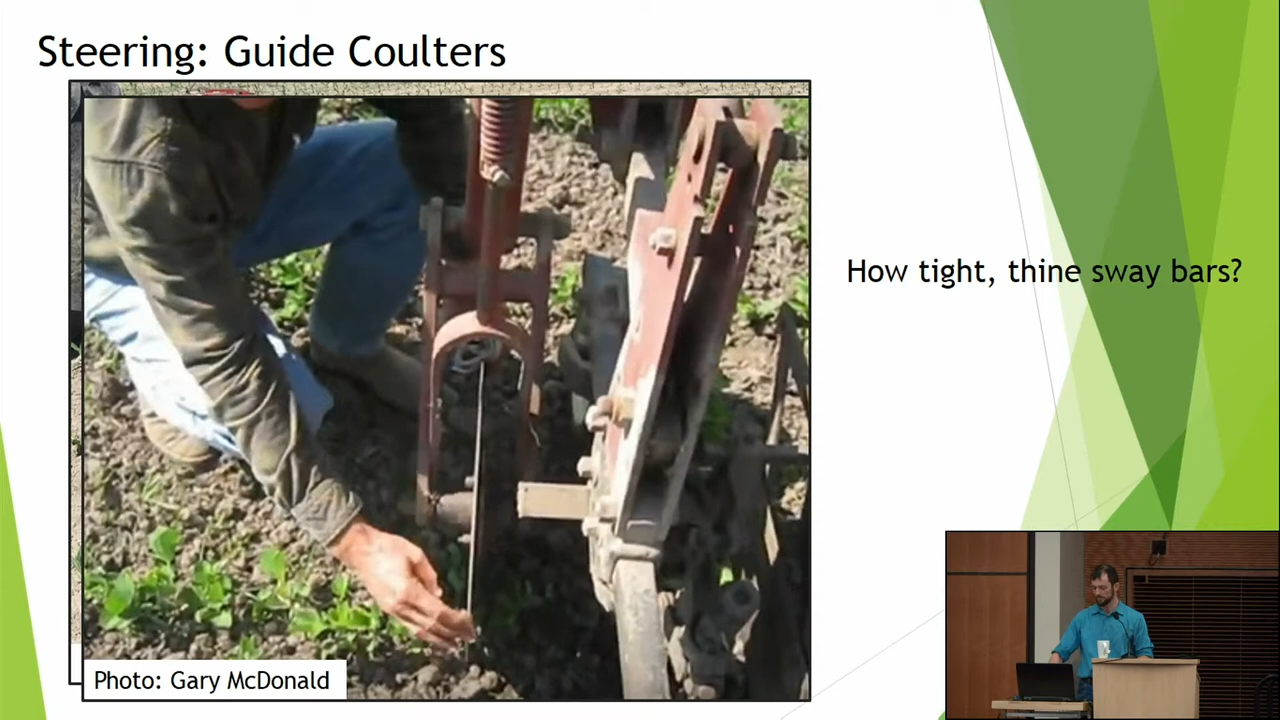 Steering: Guide Coulters
How tight, thine sway bars?
Photo: Gary McDonald